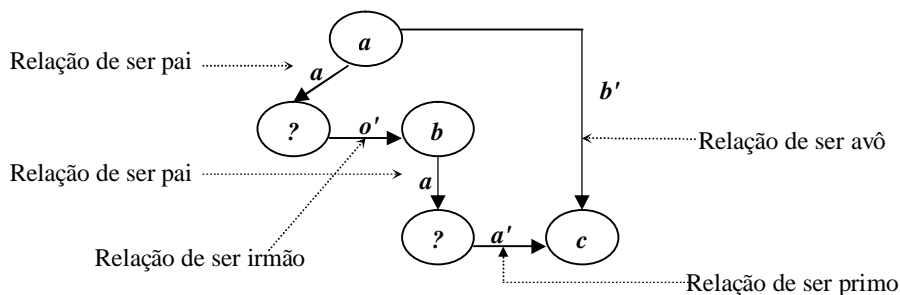 a
Relação de ser pai
a
b'
?
o'
b
Relação de ser avô
Relação de ser pai
a
?
a'
c
Relação de ser irmão
Relação de ser primo